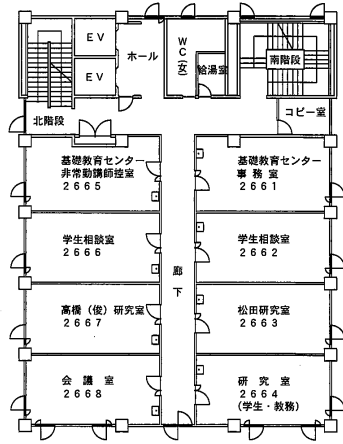 EV
EV
ホール
WC(女)
給湯室
南階段
北階段
コピー室
基礎教育センター
非常勤講師控室
2665
基礎教育センター
事務室
2661
学生相談室
2666
学生相談室
2662
廊下
高橋(俊)研究室
2667
松田研究室
2663
会議室
2668
研究室
2664
(学生・教務)